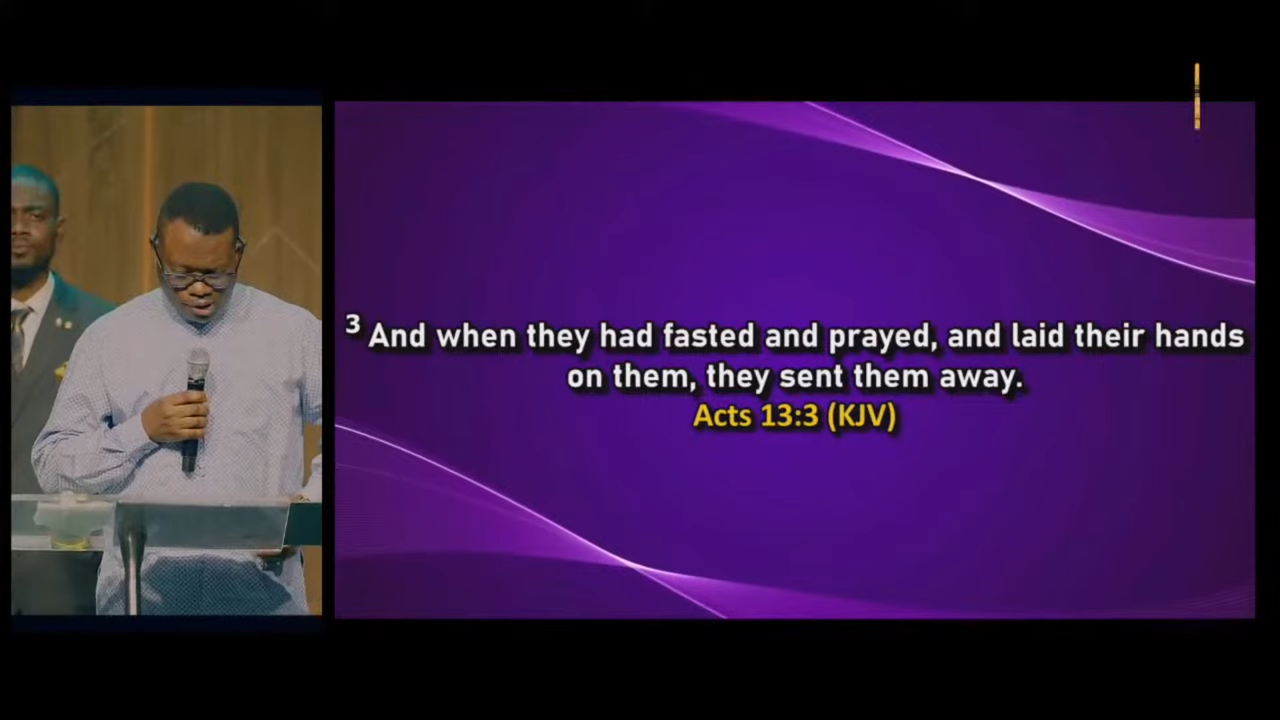 3 And when they had fasted and prayed, and laid their hands
on them, they sent them away.
Acts 13:3 (KJV)